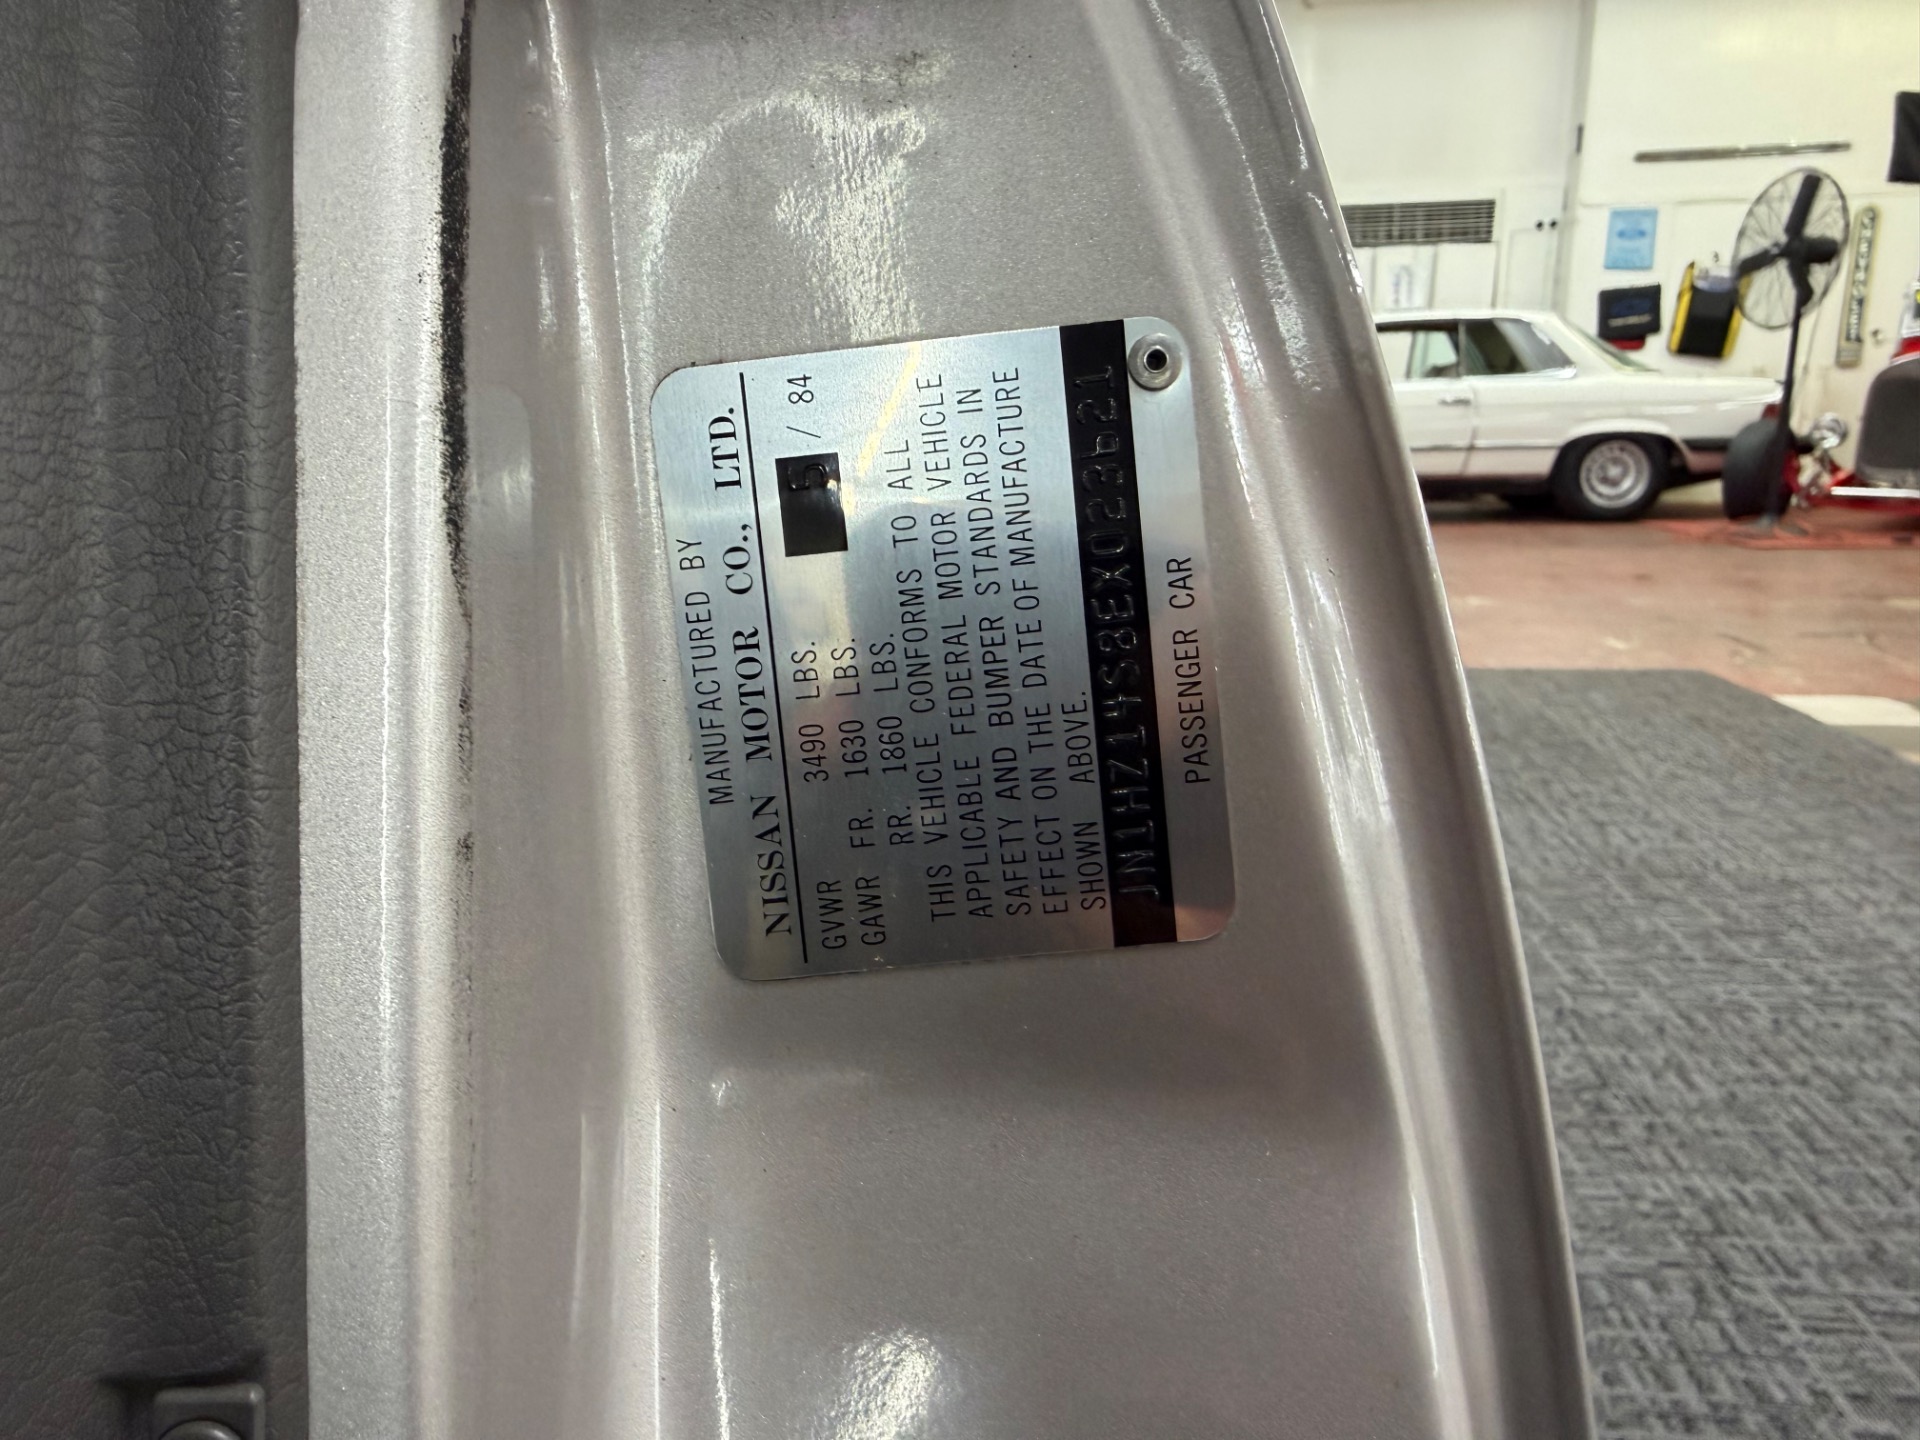 MANUFACTURED BY
NISSAN MOTOR CO., LTD.
5 / 84
GVWR 3490 LBS.
GAWR FR. 1630 LBS.
RR. 1860 LBS.
THIS VEHICLE CONFORMS TO ALL
APPLICABLE FEDERAL MOTOR VEHICLE
SAFETY AND BUMPER STANDARDS IN
EFFECT ON THE DATE OF MANUFACTURE
SHOWN ABOVE.
JN1HZ14S8EX023621
PASSENGER CAR